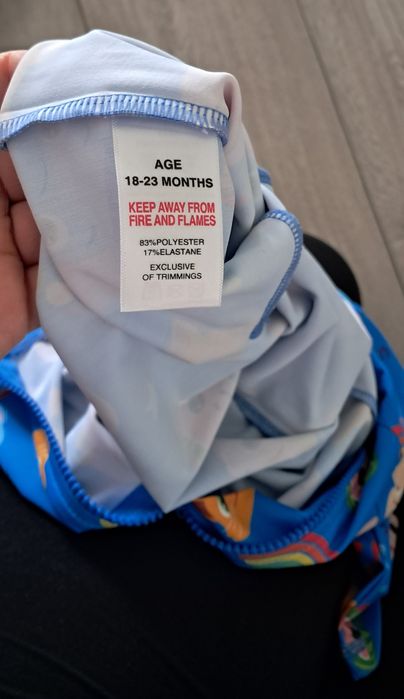 AGE
18-23 MONTHS
KEEP AWAY FROM
FIRE AND FLAMES
83%POLYESTER
17%ELASTANE
EXCLUSIVE
OF TRIMMINGS